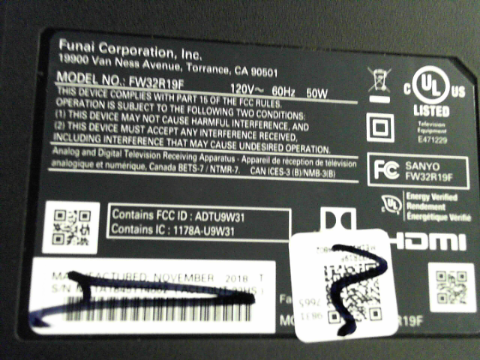 Funai Corporation, Inc.
19900 Van Ness Avenue, Torrance, CA 90501
MODEL NO.: FW32R19F 120V~ 60Hz 50W
THIS DEVICE COMPLIES WITH PART 15 OF THE FCC RULES.
OPERATION IS SUBJECT TO THE FOLLOWING TWO CONDITIONS:
(1) THIS DEVICE MAY NOT CAUSE HARMFUL INTERFERENCE, AND
(2) THIS DEVICE MUST ACCEPT ANY INTERFERENCE RECEIVED,
INCLUDING INTERFERENCE THAT MAY CAUSE UNDESIRED OPERATION.
Analog and Digital Television Receiving Apparatus - Appareil de réception de télévision
analogique et numérique, Canada BETS-7 / NTMR-7. CAN ICES-3 (B)/NMB-3(B)
C UL US
LISTED
Television
Equipment
E471229
FC SANYO
FW32R19F
UL Energy Verified
Rendement
Énergétique Vérifié
Contains FCC ID : ADTU9W31
Contains IC : 1178A-U9W31
HDMI
MANUFACTURED, NOVEMBER 2018
S/N
R19F